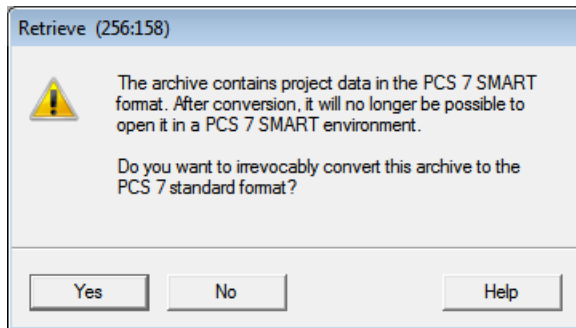 Retrieve (256:158)
The archive contains project data in the PCS 7 SMART
format. After conversion, it will no longer be possible to
open it in a PCS 7 SMART environment.
Do you want to irrevocably convert this archive to the
PCS 7 standard format?
Yes No Help